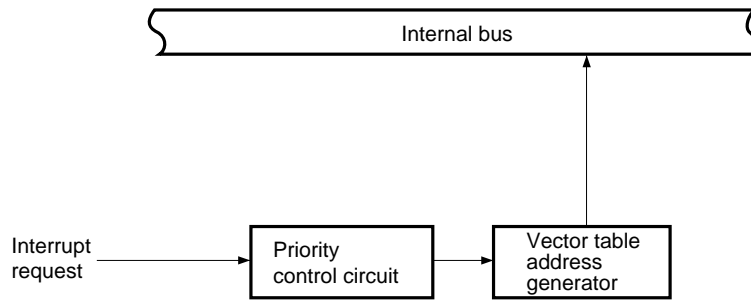 Internal bus
Interrupt
request
Priority
control circuit
Vector table
address
generator